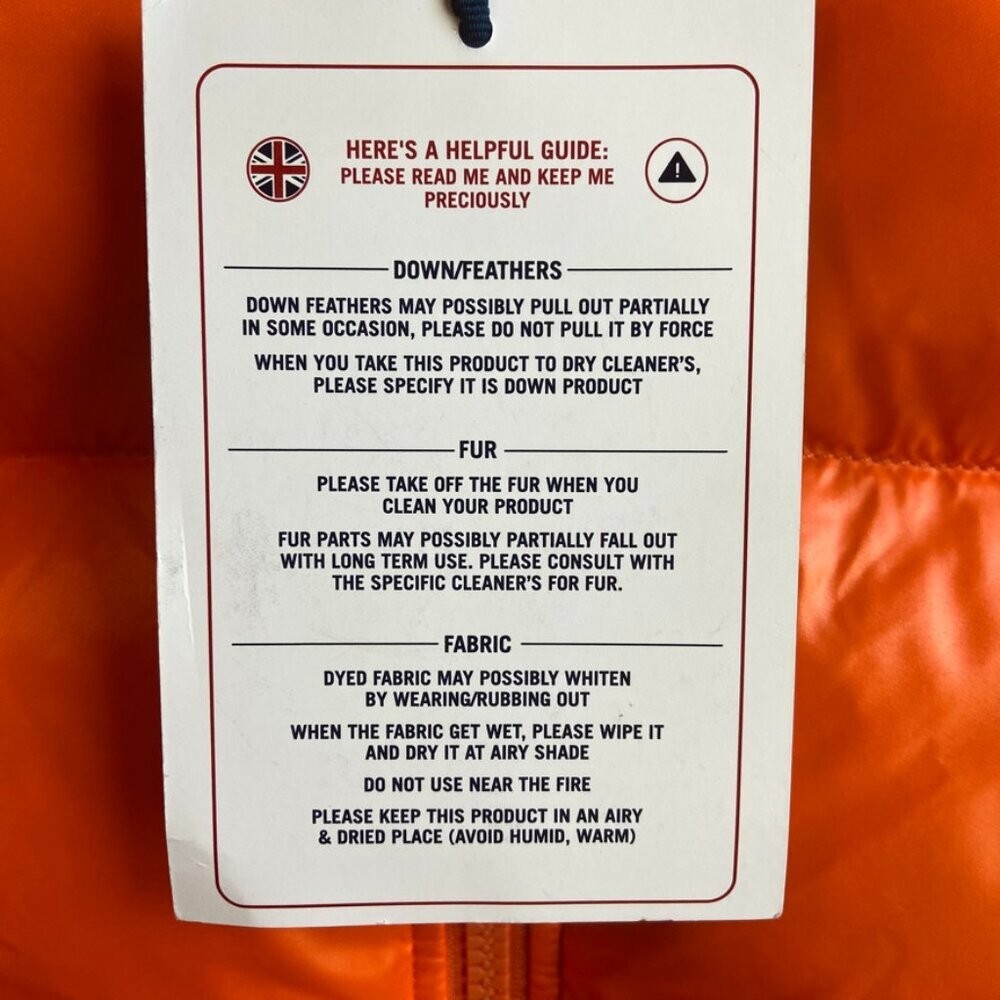 HERE'S A HELPFUL GUIDE:
PLEASE READ ME AND KEEP ME
PRECIOUSLY
DOWN/FEATHERS
DOWN FEATHERS MAY POSSIBLY PULL OUT PARTIALLY
IN SOME OCCASION, PLEASE DO NOT PULL IT BY FORCE
WHEN YOU TAKE THIS PRODUCT TO DRY CLEANER'S,
PLEASE SPECIFY IT IS DOWN PRODUCT
FUR
PLEASE TAKE OFF THE FUR WHEN YOU
CLEAN YOUR PRODUCT
FUR PARTS MAY POSSIBLY PARTIALLY FALL OUT
WITH LONG TERM USE. PLEASE CONSULT WITH
THE SPECIFIC CLEANER'S FOR FUR.
FABRIC
DYED FABRIC MAY POSSIBLY WHITEN
BY WEARING/RUBBING OUT
WHEN THE FABRIC GET WET, PLEASE WIPE IT
AND DRY IT AT AIRY SHADE
DO NOT USE NEAR THE FIRE
PLEASE KEEP THIS PRODUCT IN AN AIRY
& DRIED PLACE (AVOID HUMID, WARM)